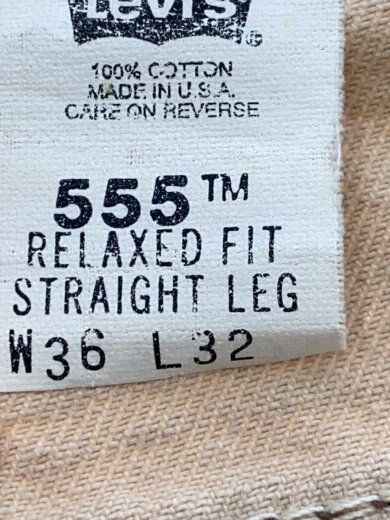 Levi's®
100% COTTON
MADE IN U.S.A.
CARE ON REVERSE
555™
RELAXED FIT
STRAIGHT LEG
W36 L32